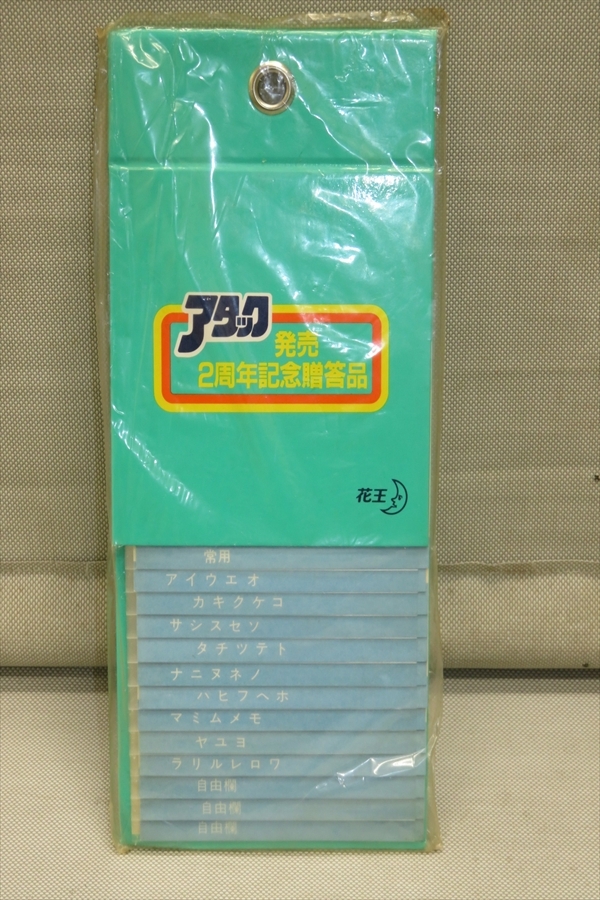 アタック
発売
2周年記念贈答品
花王
常用
アイウエオ
カキクケコ
サシスセソ
タチツテト
ナニヌネノ
ハヒフヘホ
マミムメモ
ヤユヨ
ラリルレロワ
自由欄
自由欄
自由欄